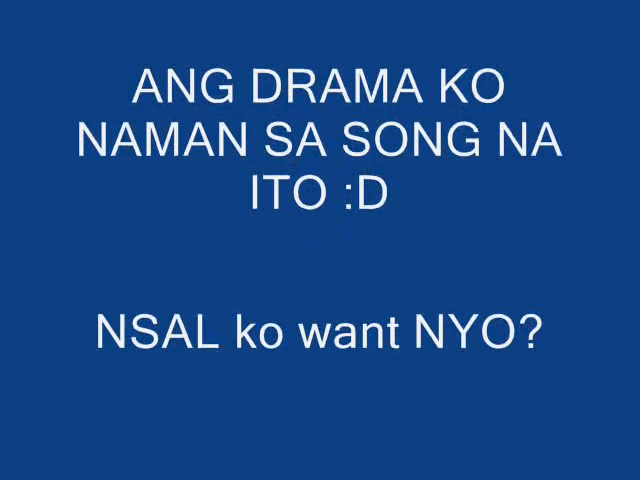 ANG DRAMA KO
NAMAN SA SONG NA
ITO :D
NSAL ko want NYO?